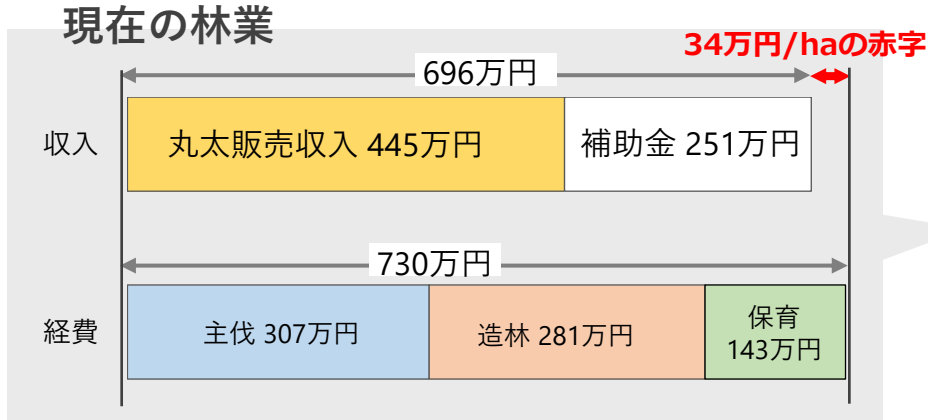 現在の林業
34万円/haの赤字
696万円
収入
丸太販売収入 445万円
補助金 251万円
730万円
経費
主伐 307万円
造林 281万円
保育
143万円